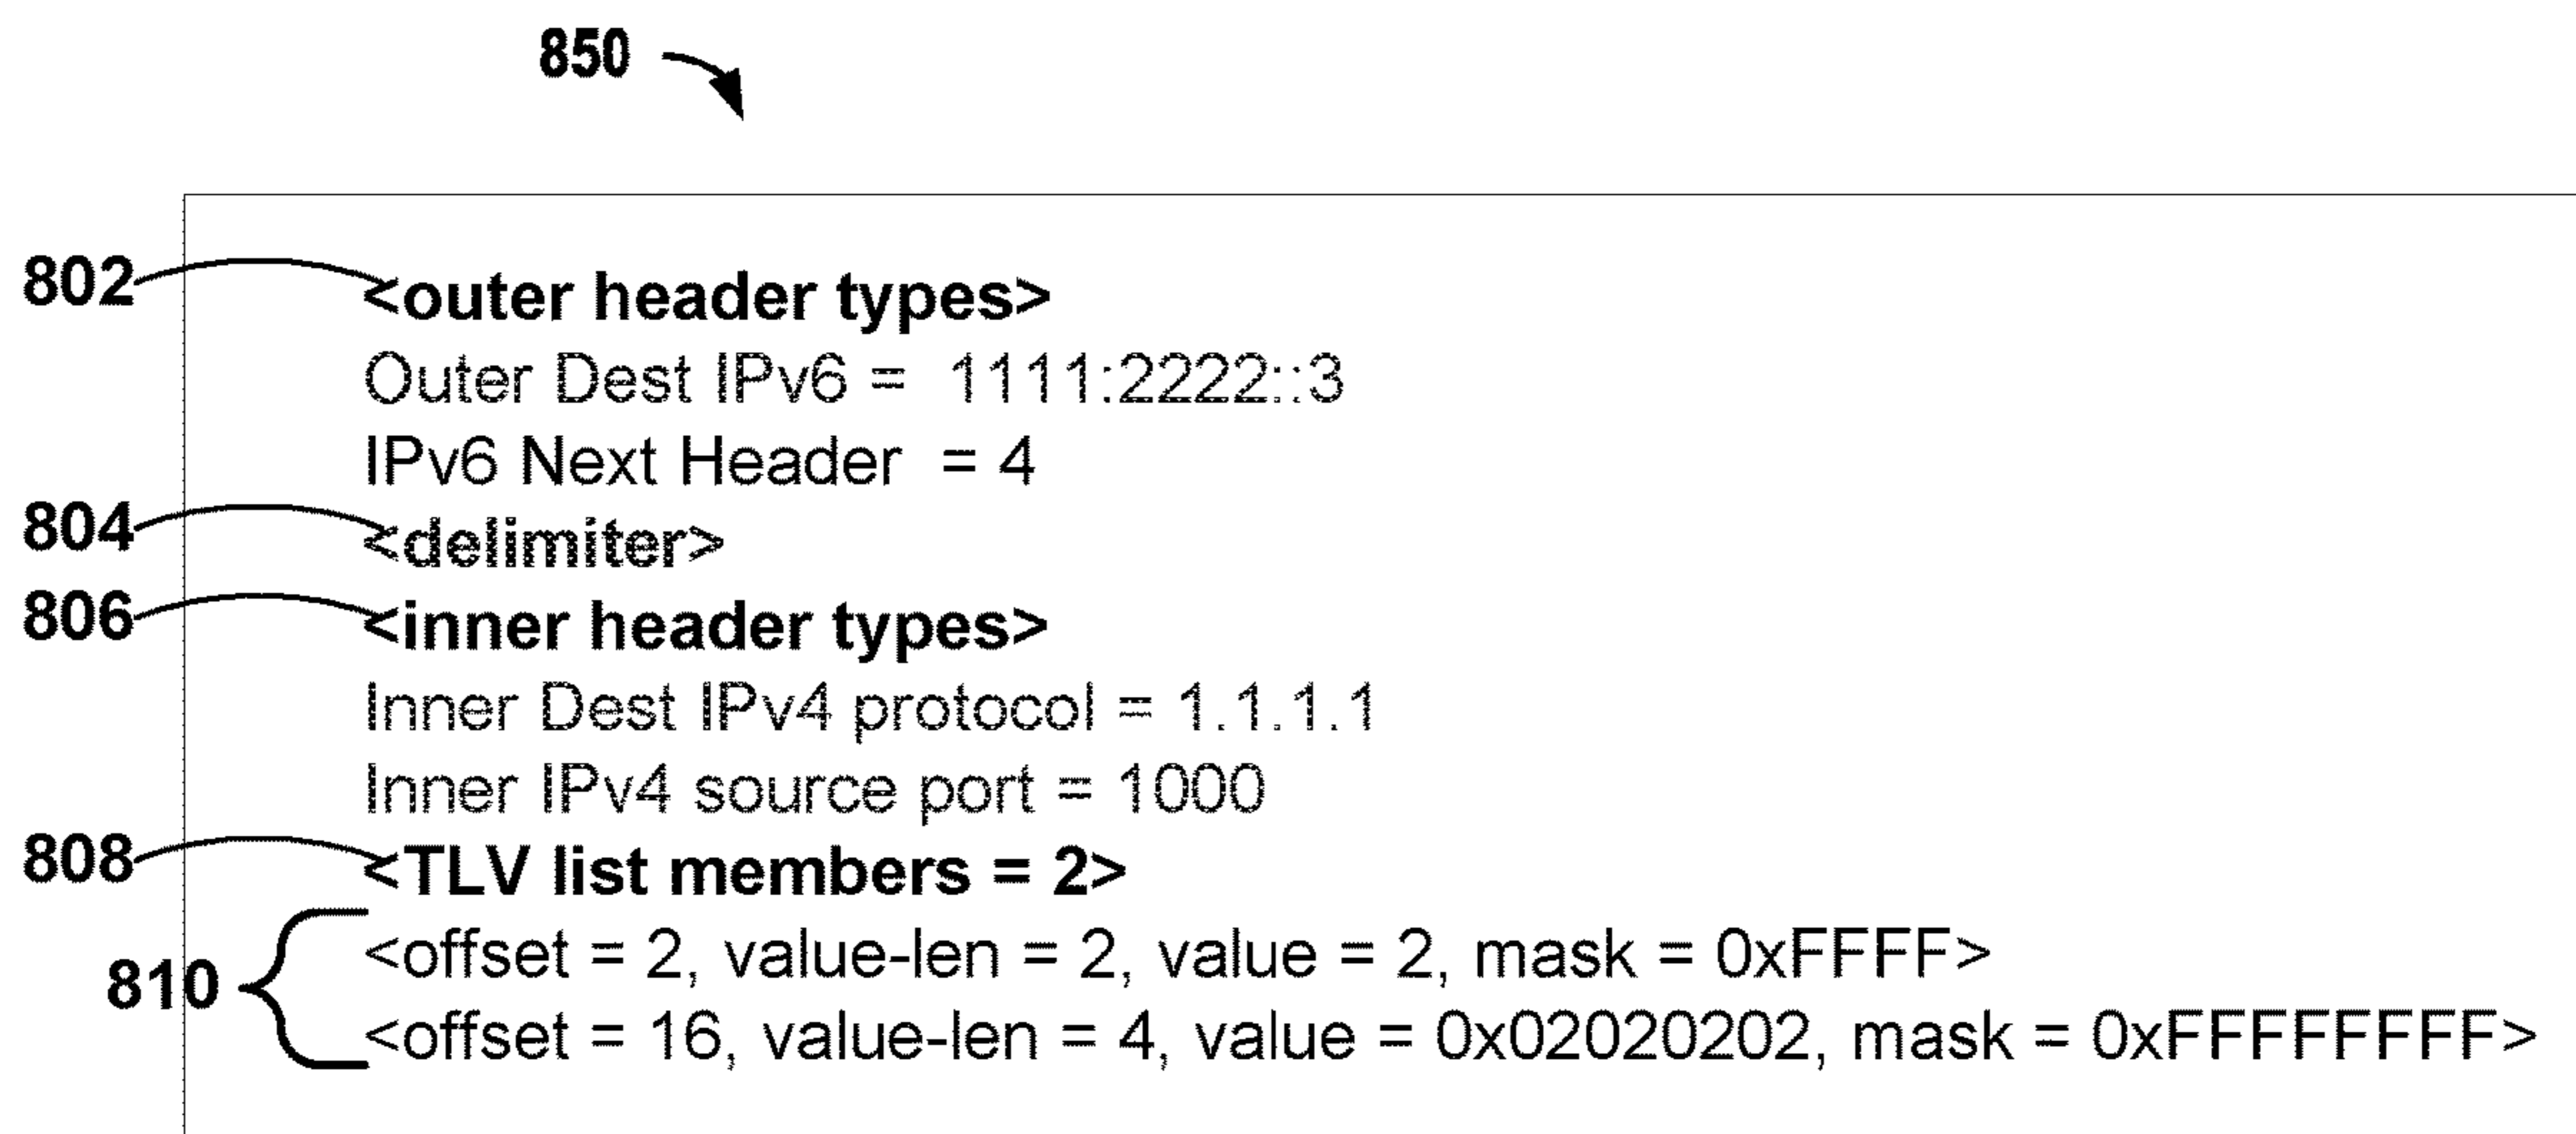 850
802 <outer header types>
Outer Dest IPv6 = 1111:2222::3
IPv6 Next Header = 4
804 <delimiter>
806 <inner header types>
Inner Dest IPv4 protocol = 1.1.1.1
Inner IPv4 source port = 1000
808 <TLV list members = 2>
810 <offset = 2, value-len = 2, value = 2, mask = 0xFFFF>
<offset = 16, value-len = 4, value = 0x02020202, mask = 0xFFFFFFFF>